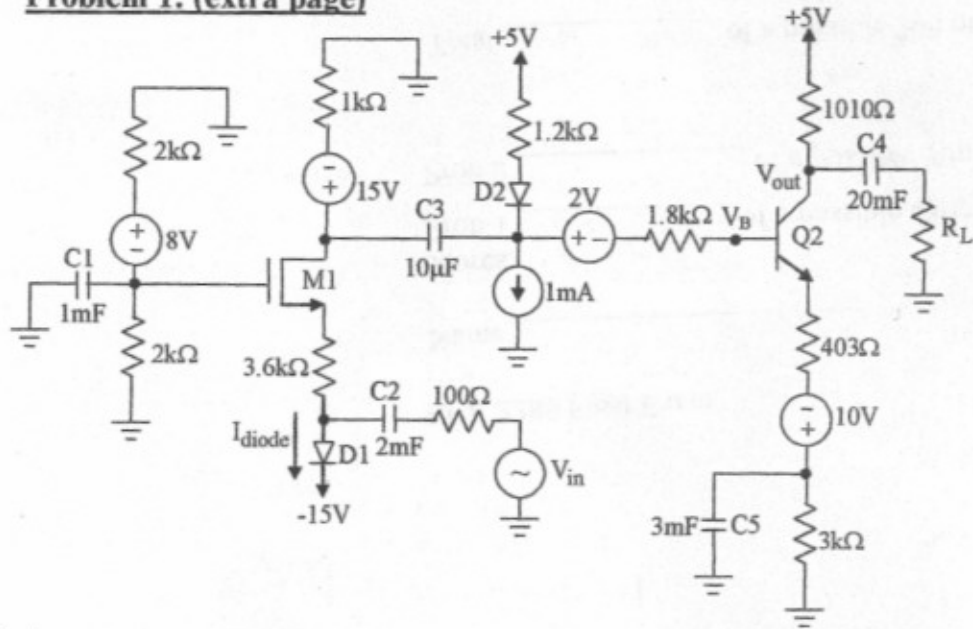 Problem 1: (extra page)
+5V
+5V
1kΩ
2kΩ
1.2kΩ
1010Ω
C4
15V
D2
2V
Vout
20mF
8V
C3
1.8kΩ
VB
RL
C1
M1
10µF
Q2
1mF
1mA
2kΩ
3.6kΩ
403Ω
C2
100Ω
Idiode
2mF
10V
D1
Vin
-15V
3mF
C5
3kΩ